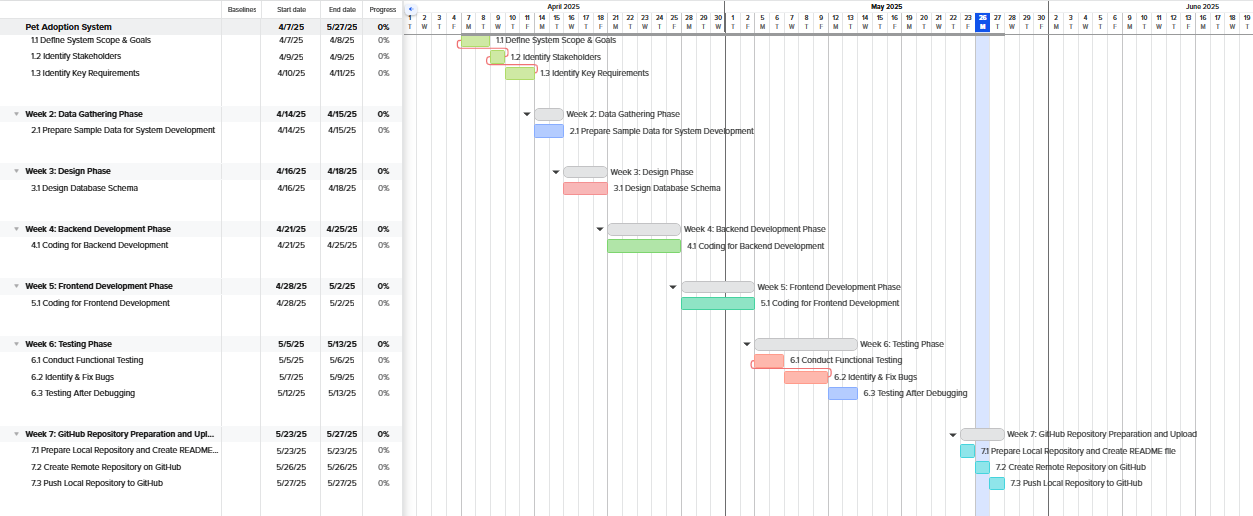 Baselines Start date End date Progress April 2025 May 2025 June 2025
1 2 3 4 7 8 9 10 11 14 15 16 17 18 21 22 23 24 25 28 29 30 1 2 5 6 7 8 9 12 13 14 15 16 19 20 21 22 23 26 27 28 29 30 2 3 4 5 6 9 10 11 12 13 16 17 18 19
T W T F M T W T F M T W T F M T W T F M T W T F M T W T F M T W T F M T W T F M T W T F M T W T F M T W T F M T W T
Pet Adoption System 4/7/25 5/27/25 0%
1.1 Define System Scope & Goals 4/7/25 4/8/25 0% 1.1 Define System Scope & Goals
1.2 Identify Stakeholders 4/9/25 4/9/25 0% 1.2 Identify Stakeholders
1.3 Identify Key Requirements 4/10/25 4/11/25 0% 1.3 Identify Key Requirements
Week 2: Data Gathering Phase 4/14/25 4/15/25 0% Week 2: Data Gathering Phase
2.1 Prepare Sample Data for System Development 4/14/25 4/15/25 0% 2.1 Prepare Sample Data for System Development
Week 3: Design Phase 4/16/25 4/18/25 0% Week 3: Design Phase
3.1 Design Database Schema 4/16/25 4/18/25 0% 3.1 Design Database Schema
Week 4: Backend Development Phase 4/21/25 4/25/25 0% Week 4: Backend Development Phase
4.1 Coding for Backend Development 4/21/25 4/25/25 0% 4.1 Coding for Backend Development
Week 5: Frontend Development Phase 4/28/25 5/2/25 0% Week 5: Frontend Development Phase
5.1 Coding for Frontend Development 4/28/25 5/2/25 0% 5.1 Coding for Frontend Development
Week 6: Testing Phase 5/5/25 5/13/25 0% Week 6: Testing Phase
6.1 Conduct Functional Testing 5/5/25 5/6/25 0% 6.1 Conduct Functional Testing
6.2 Identify & Fix Bugs 5/7/25 5/9/25 0% 6.2 Identify & Fix Bugs
6.3 Testing After Debugging 5/12/25 5/13/25 0% 6.3 Testing After Debugging
Week 7: GitHub Repository Preparation and Upl... 5/23/25 5/27/25 0% Week 7: GitHub Repository Preparation and Upload
7.1 Prepare Local Repository and Create README... 5/23/25 5/23/25 0% 7.1 Prepare Local Repository and Create README file
7.2 Create Remote Repository on GitHub 5/26/25 5/26/25 0% 7.2 Create Remote Repository on GitHub
7.3 Push Local Repository to GitHub 5/27/25 5/27/25 0% 7.3 Push Local Repository to GitHub